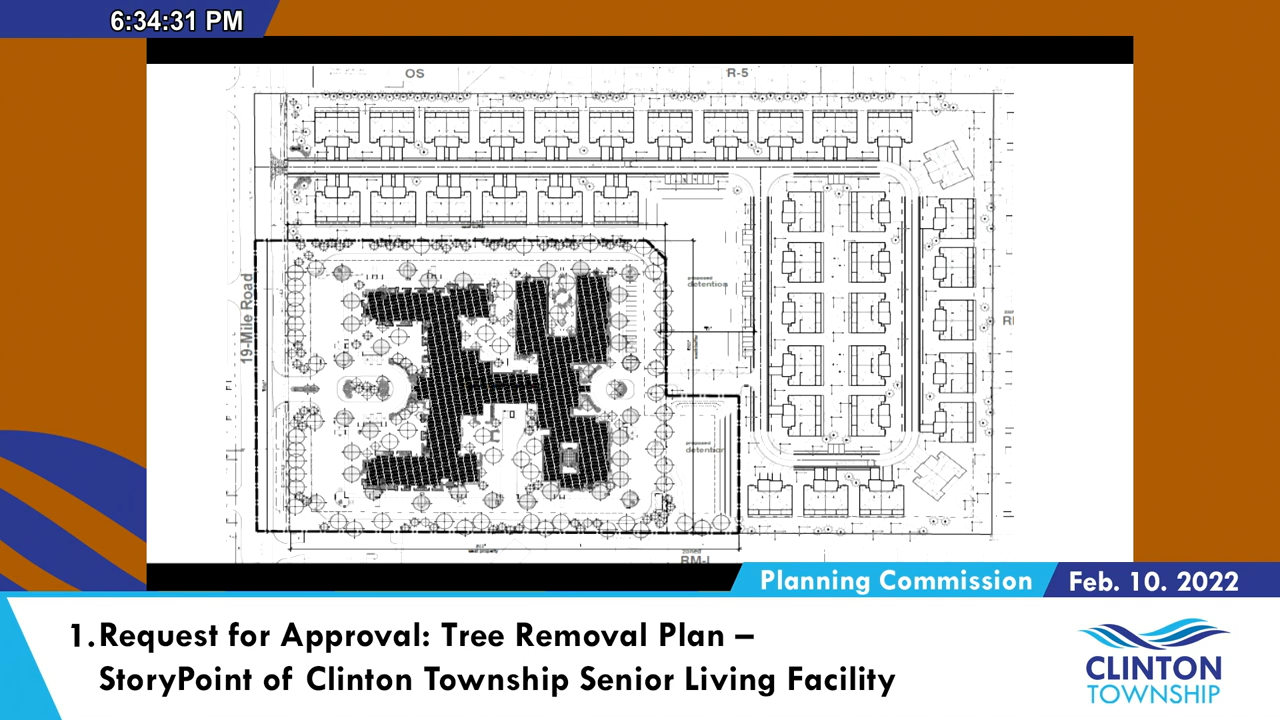 6:34:31 PM
OS
R-5
19-Mile Road
proposed
detention
proposed
detention
zoned
RM-L
Planning Commission
Feb. 10. 2022
1. Request for Approval: Tree Removal Plan –
StoryPoint of Clinton Township Senior Living Facility
CLINTON
TOWNSHIP